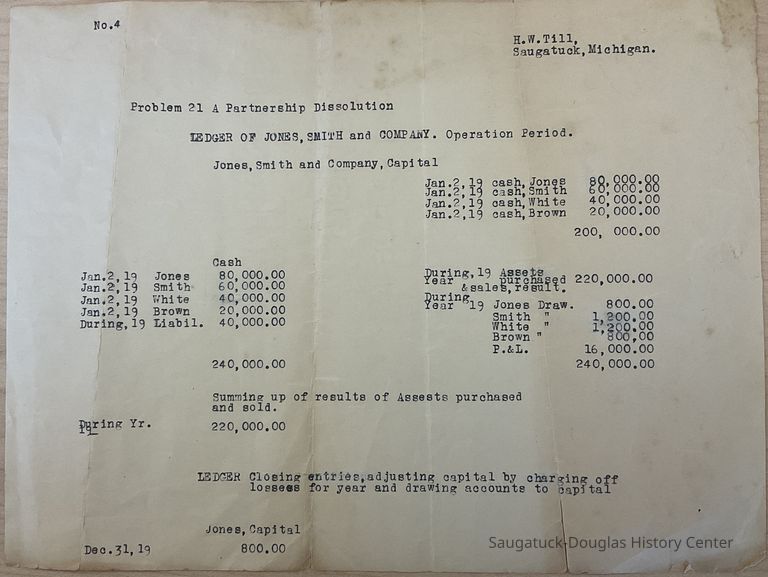 No.4
H.W.Till,
Saugatuck,Michigan.
Problem 21 A Partnership Dissolution
LEDGER OF JONES,SMITH and COMPANY. Operation Period.
Jones,Smith and Company,Capital
Jan.2,19 cash,Jones 80,000.00
Jan.2,19 cash,Smith 60,000.00
Jan.2,19 cash,White 40,000.00
Jan.2,19 cash,Brown 20,000.00
200, 000.00
Cash
Jan.2,19 Jones 80,000.00
Jan.2,19 Smith 60,000.00
Jan.2,19 White 40,000.00
Jan.2,19 Brown 20,000.00
During,19 Liabil. 40,000.00
240,000.00
During,19 Assets
Year purchased 220,000.00
&sales,result.
During
Year 19 Jones Draw. 800.00
Smith " 1,200.00
White " 1,200.00
Brown " 800,00
P.&L. 16,000.00
240,000.00
Summing up of results of Assests purchased
and sold.
During Yr.
19 220,000.00
LEDGER Closing entries,adjusting capital by charging off
lossees for year and drawing accounts to capital
Jones,Capital
Dec.31,19 800.00
Saugatuck-Douglas History Center